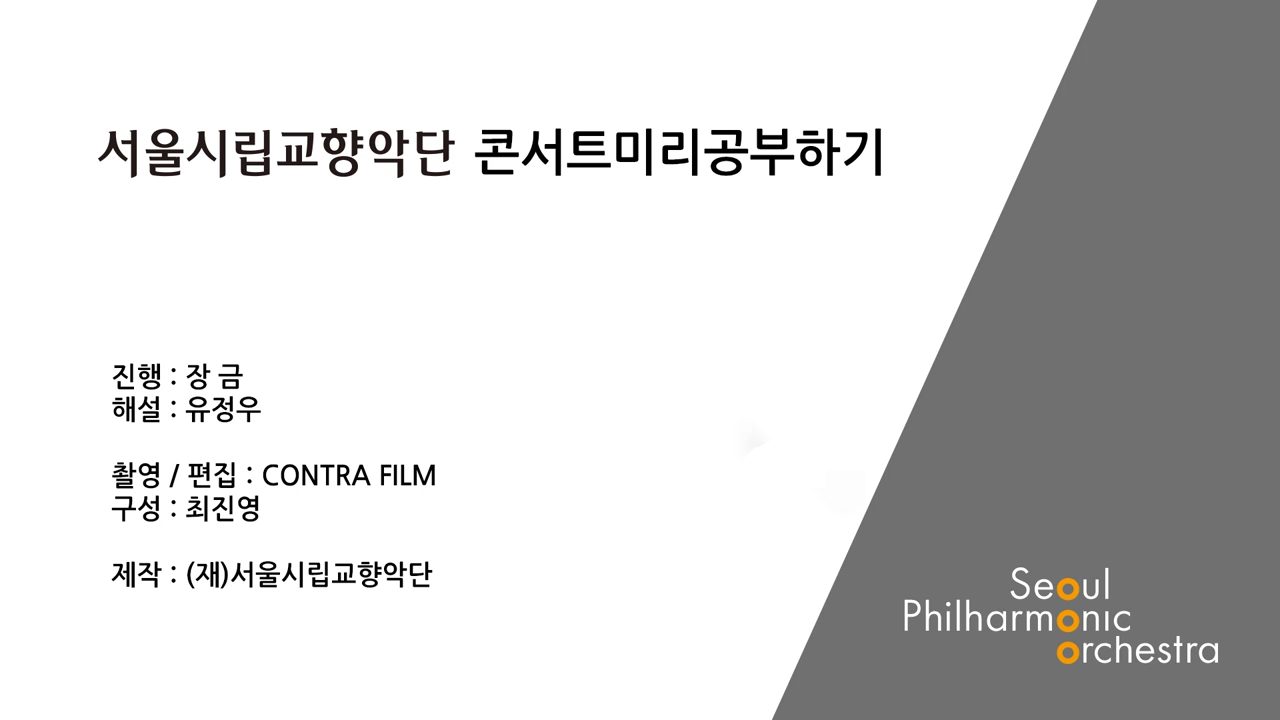 서울시립교향악단 콘서트미리공부하기
진행 : 장 금
해설 : 유정우
촬영 / 편집 : CONTRA FILM
구성 : 최진영
제작 : (재)서울시립교향악단
Seoul
Philharmonic
orchestra